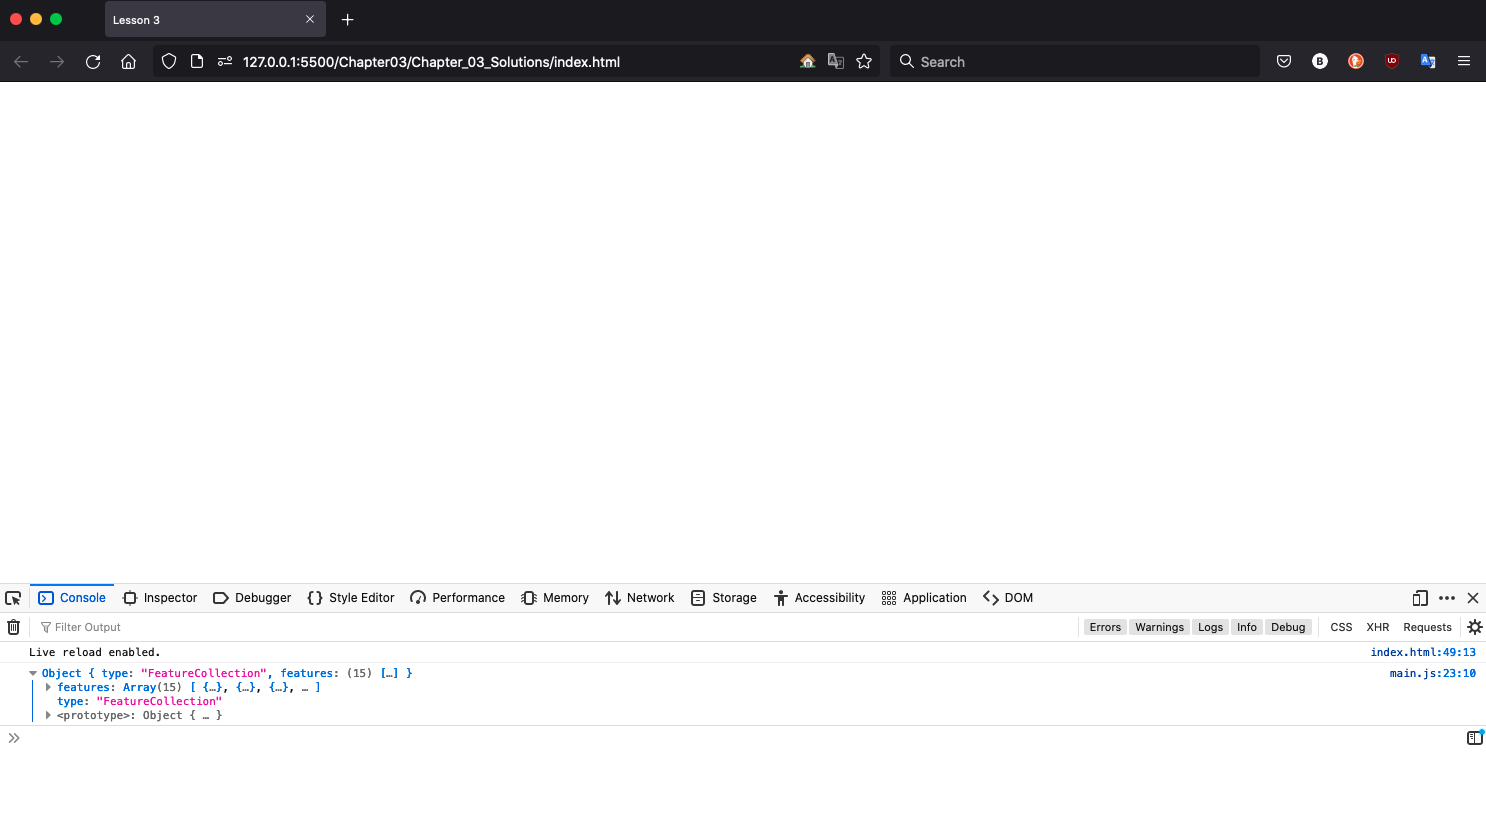 Lesson 3
127.0.0.1:5500/Chapter03/Chapter_03_Solutions/index.html
Search
B
UD
Console Inspector Debugger Style Editor Performance Memory Network Storage Accessibility Application DOM
Filter Output Errors Warnings Logs Info Debug CSS XHR Requests
Live reload enabled. index.html:49:13
Object { type: "FeatureCollection", features: (15) […] } main.js:23:10
features: Array(15) [ {…}, {…}, {…}, … ]
type: "FeatureCollection"
<prototype>: Object { … }